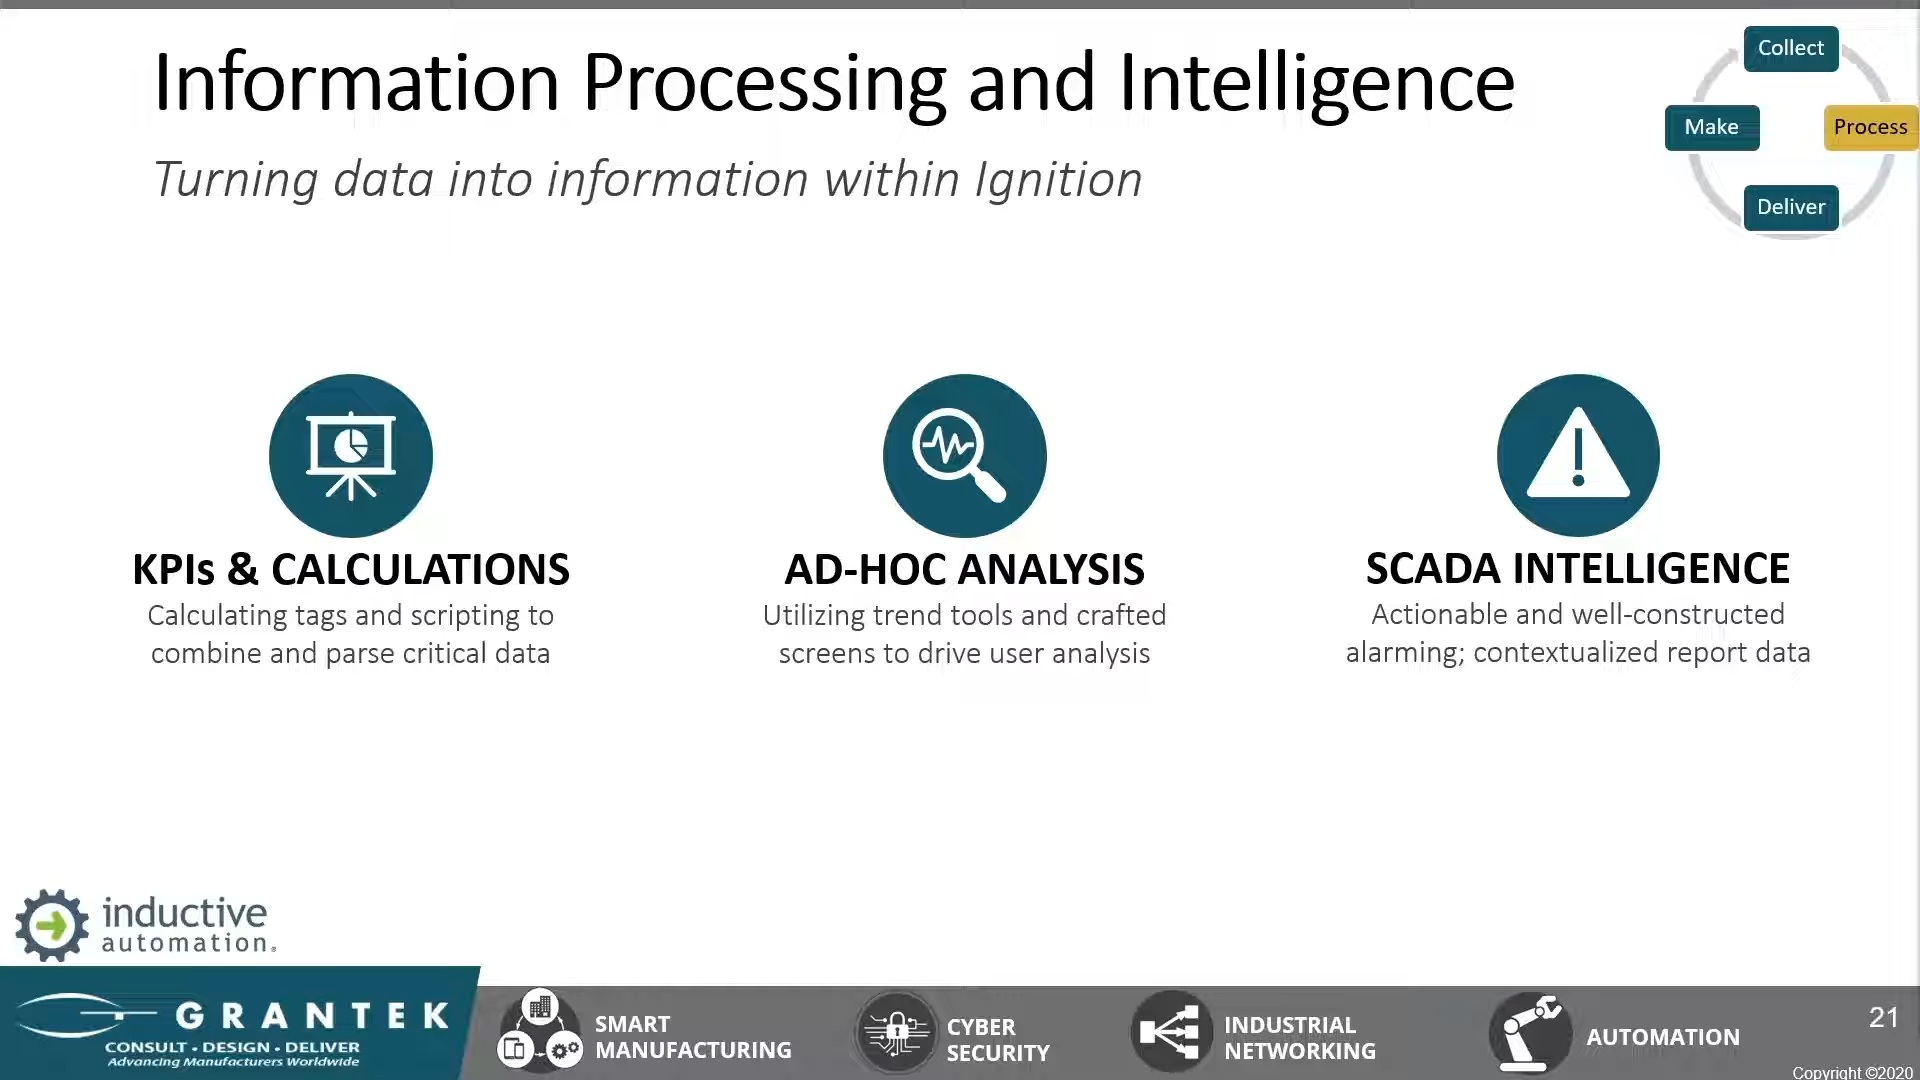 Information Processing and Intelligence
Turning data into information within Ignition
Collect
Make
Process
Deliver
KPIs & CALCULATIONS
Calculating tags and scripting to
combine and parse critical data
AD-HOC ANALYSIS
Utilizing trend tools and crafted
screens to drive user analysis
SCADA INTELLIGENCE
Actionable and well-constructed
alarming; contextualized report data
inductive
automation®
GRANTEK
CONSULT • DESIGN • DELIVER
Advancing Manufacturers Worldwide
SMART
MANUFACTURING
CYBER
SECURITY
INDUSTRIAL
NETWORKING
AUTOMATION
21
Copyright ©2020